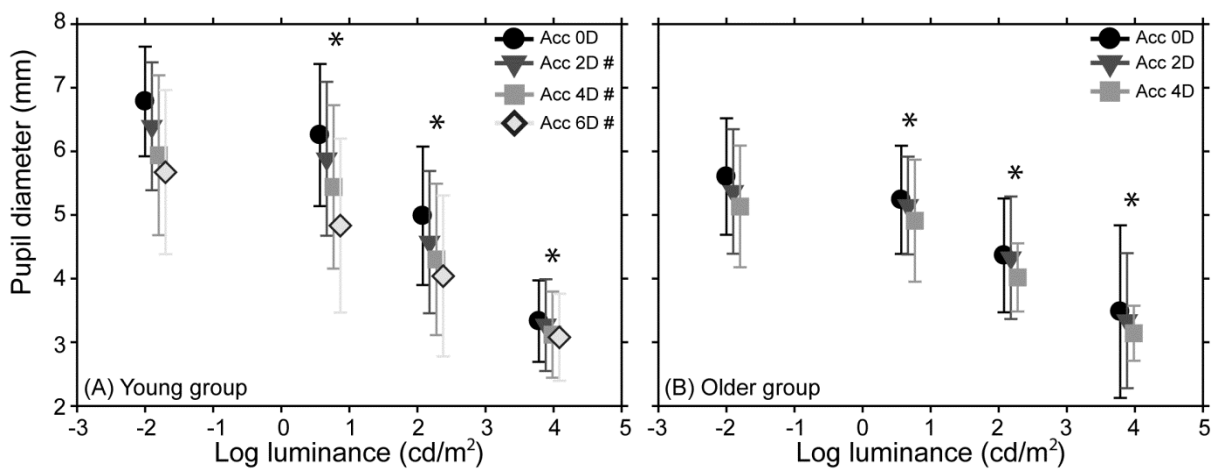 Pupil diameter (mm)
8
7
6
5
4
3
2
*
*
*
Acc 0D
Acc 2D #
Acc 4D #
Acc 6D #
(A) Young group
-3 -2 -1 0 1 2 3 4 5
Log luminance (cd/m²)
*
*
*
Acc 0D
Acc 2D
Acc 4D
(B) Older group
-3 -2 -1 0 1 2 3 4 5
Log luminance (cd/m²)